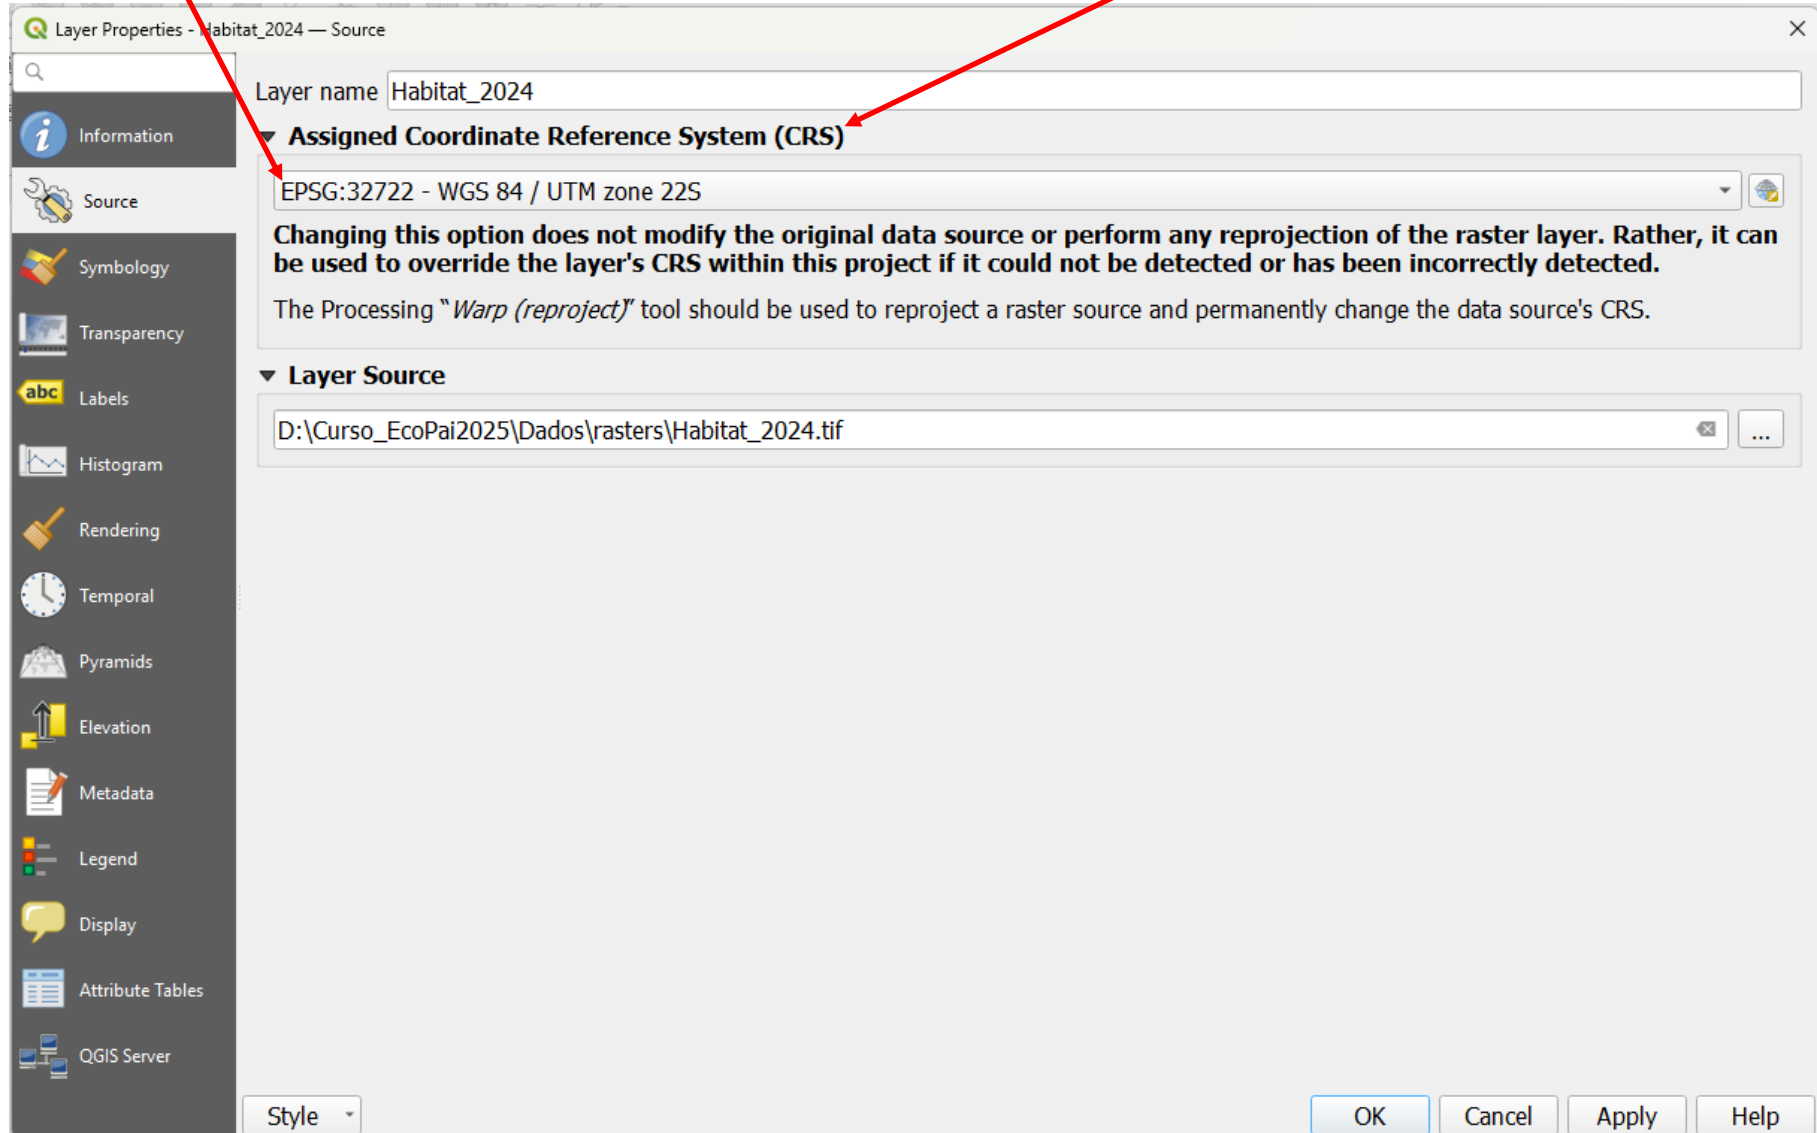 Layer Properties - Habitat_2024 — Source
Layer name Habitat_2024
Information
Assigned Coordinate Reference System (CRS)
Source
EPSG:32722 - WGS 84 / UTM zone 22S
Changing this option does not modify the original data source or perform any reprojection of the raster layer. Rather, it can
be used to override the layer's CRS within this project if it could not be detected or has been incorrectly detected.
Symbology
The Processing “Warp (reproject)” tool should be used to reproject a raster source and permanently change the data source's CRS.
Transparency
Layer Source
abc Labels
D:\Curso_EcoPai2025\Dados\rasters\Habitat_2024.tif ...
Histogram
Rendering
Temporal
Pyramids
Elevation
Metadata
Legend
Display
Attribute Tables
QGIS Server
Style OK Cancel Apply Help